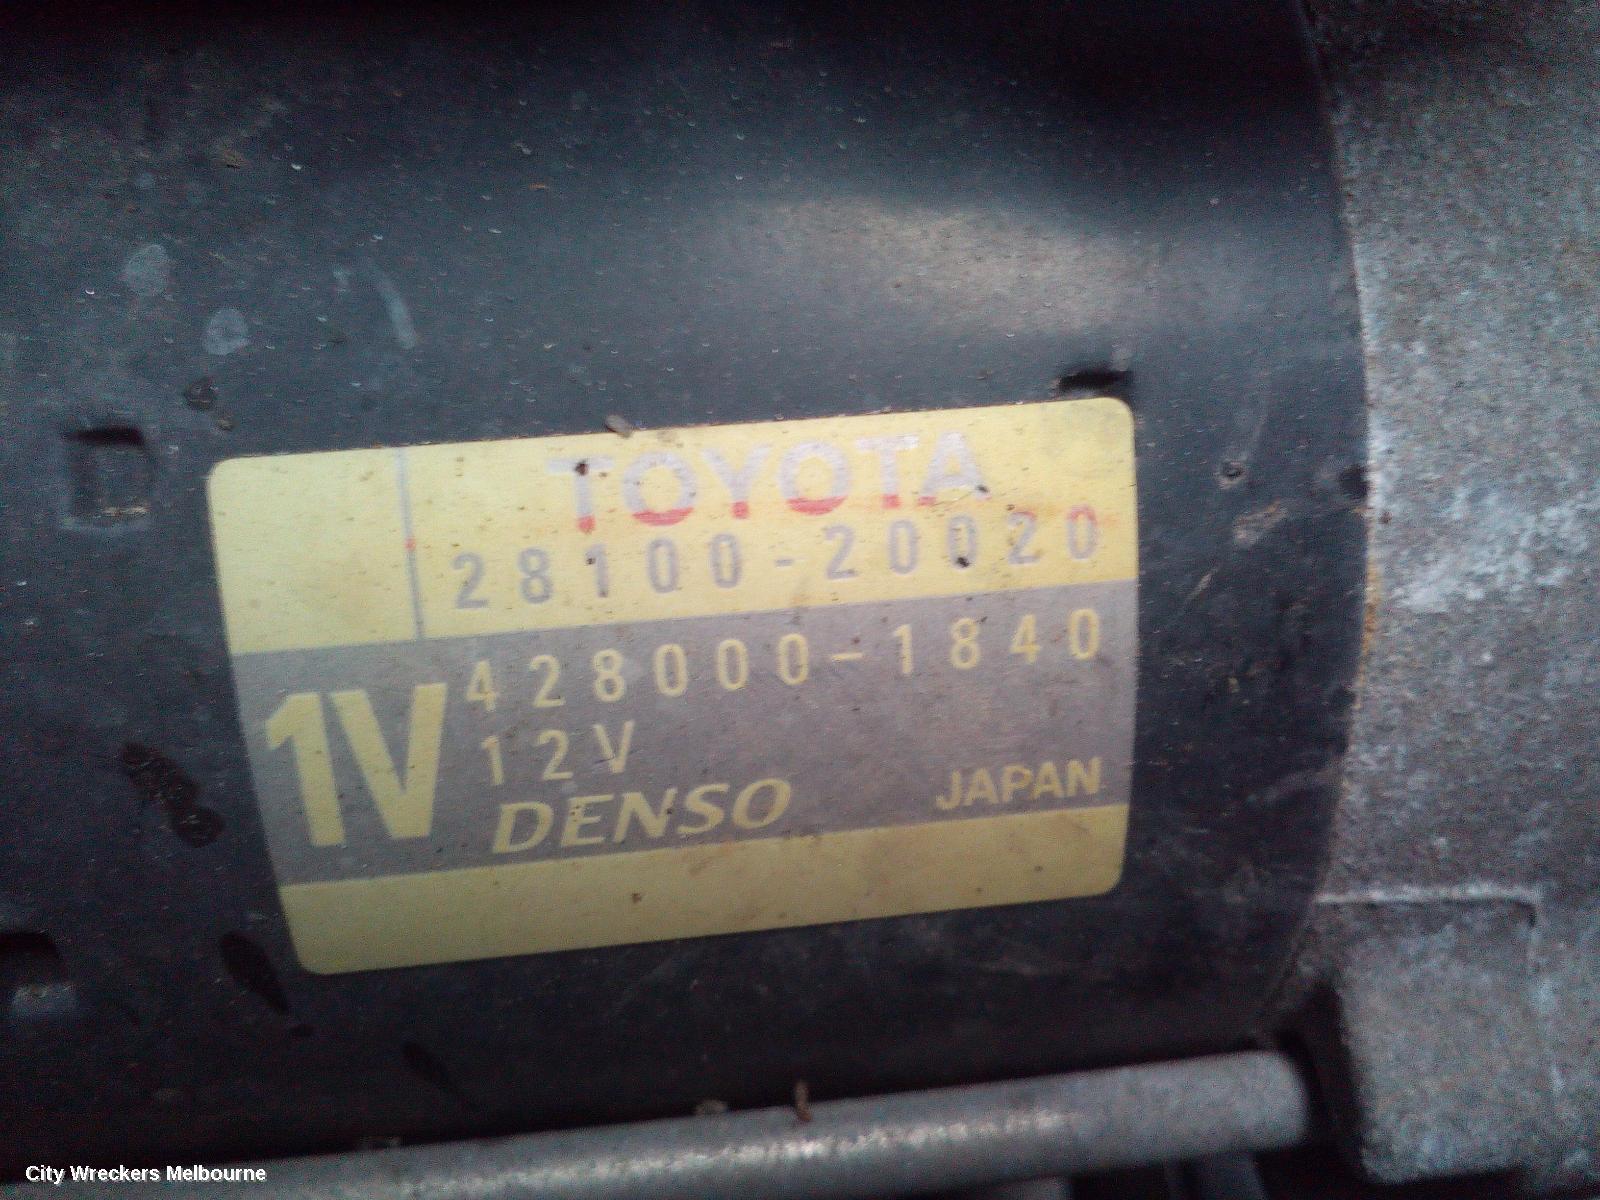 TOYOTA
28100-20020
428000-1840
1V
12V
DENSO JAPAN
City Wreckers Melbourne